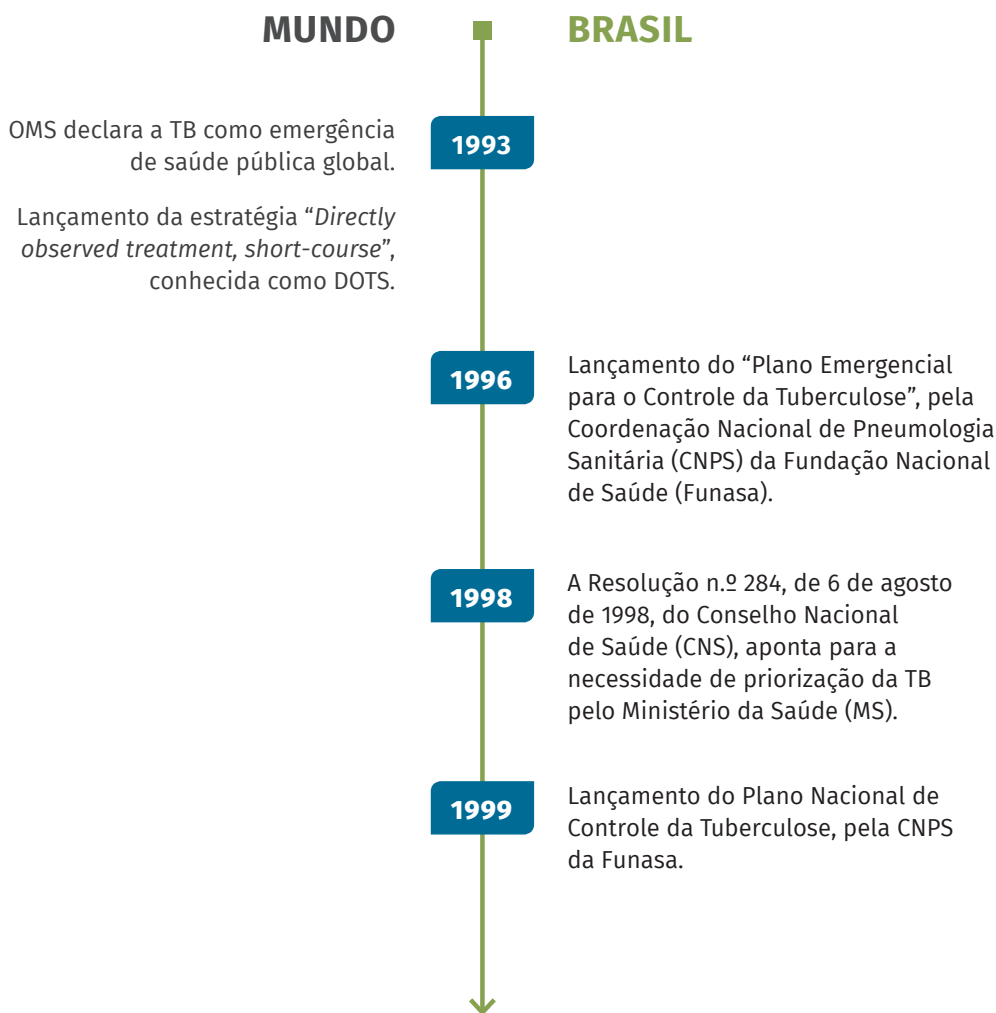 MUNDO
BRASIL
1993
OMS declara a TB como emergência
de saúde pública global.
Lançamento da estratégia “Directly
observed treatment, short-course”,
conhecida como DOTS.
1996
Lançamento do “Plano Emergencial
para o Controle da Tuberculose”, pela
Coordenação Nacional de Pneumologia
Sanitária (CNPS) da Fundação Nacional
de Saúde (Funasa).
1998
A Resolução n.º 284, de 6 de agosto
de 1998, do Conselho Nacional
de Saúde (CNS), aponta para a
necessidade de priorização da TB
pelo Ministério da Saúde (MS).
1999
Lançamento do Plano Nacional de
Controle da Tuberculose, pela CNPS
da Funasa.